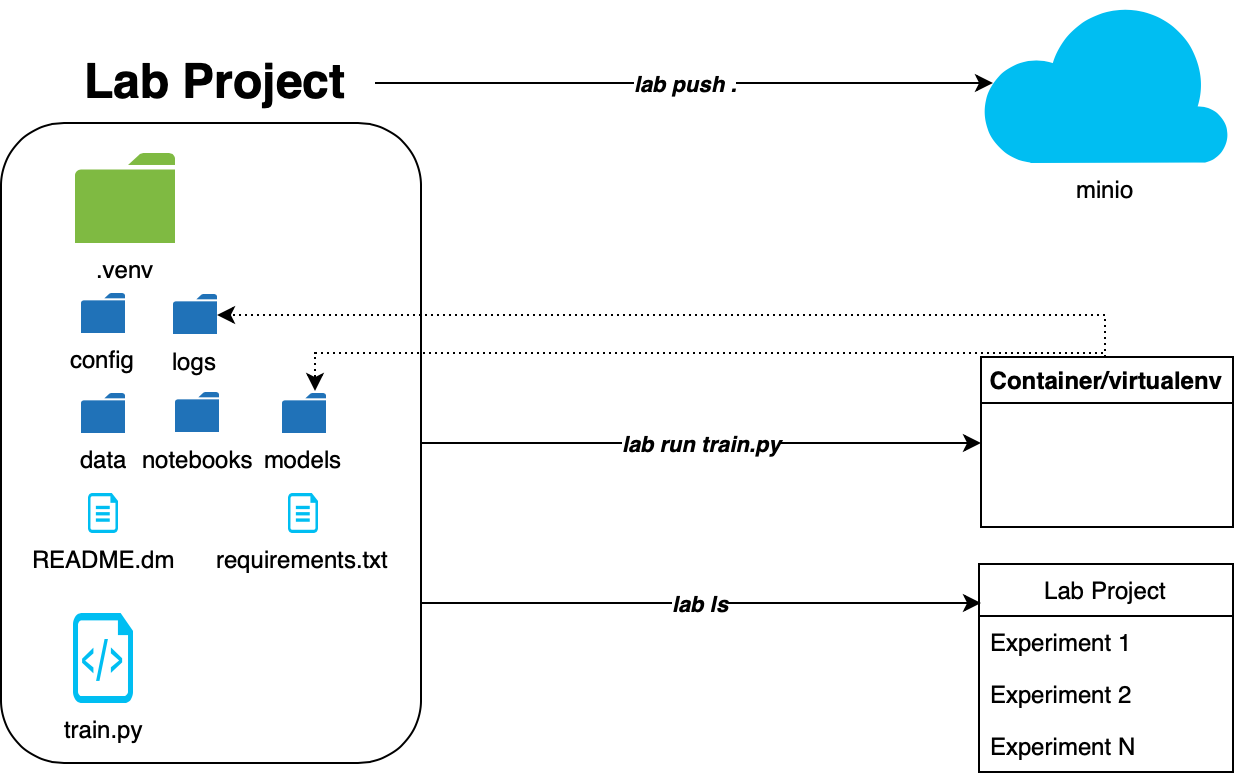 Lab Project
lab push .
minio
.venv
config
logs
data
notebooks
models
README.dm
requirements.txt
train.py
lab run train.py
Container/virtualenv
lab ls
Lab Project
Experiment 1
Experiment 2
Experiment N